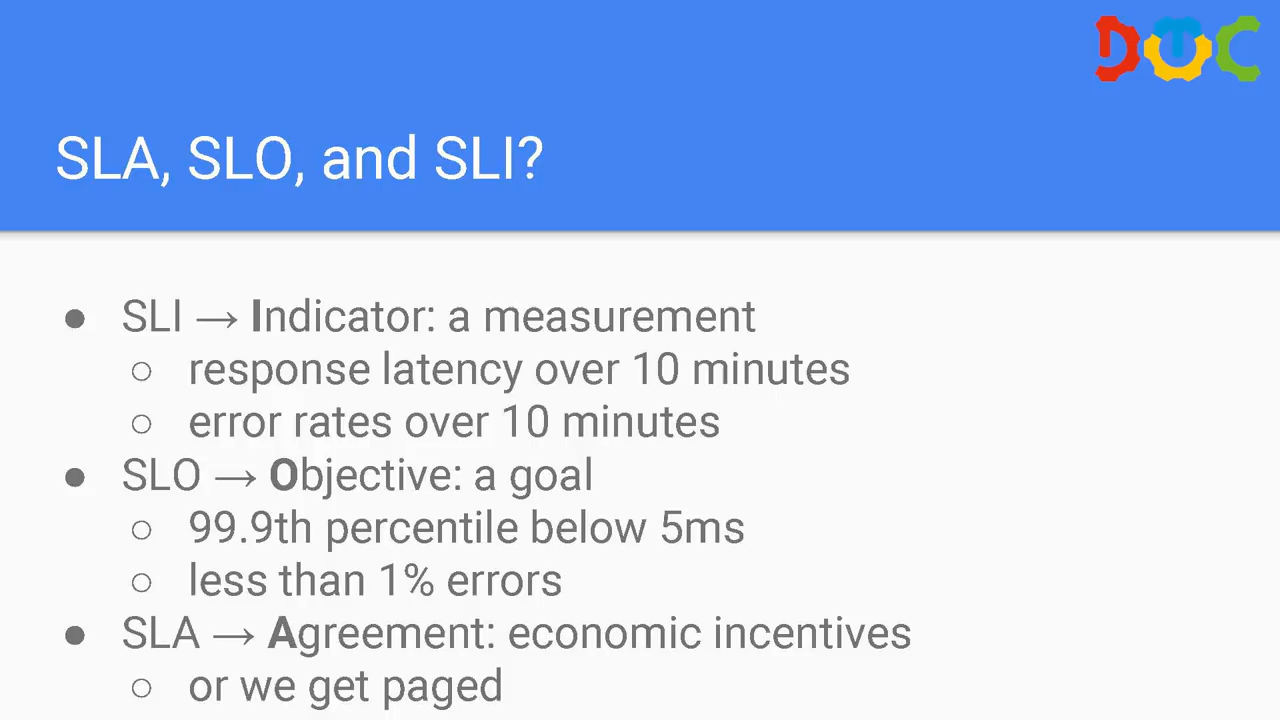 DTC
SLA, SLO, and SLI?
● SLI → Indicator: a measurement
○ response latency over 10 minutes
○ error rates over 10 minutes
● SLO → Objective: a goal
○ 99.9th percentile below 5ms
○ less than 1% errors
● SLA → Agreement: economic incentives
○ or we get paged